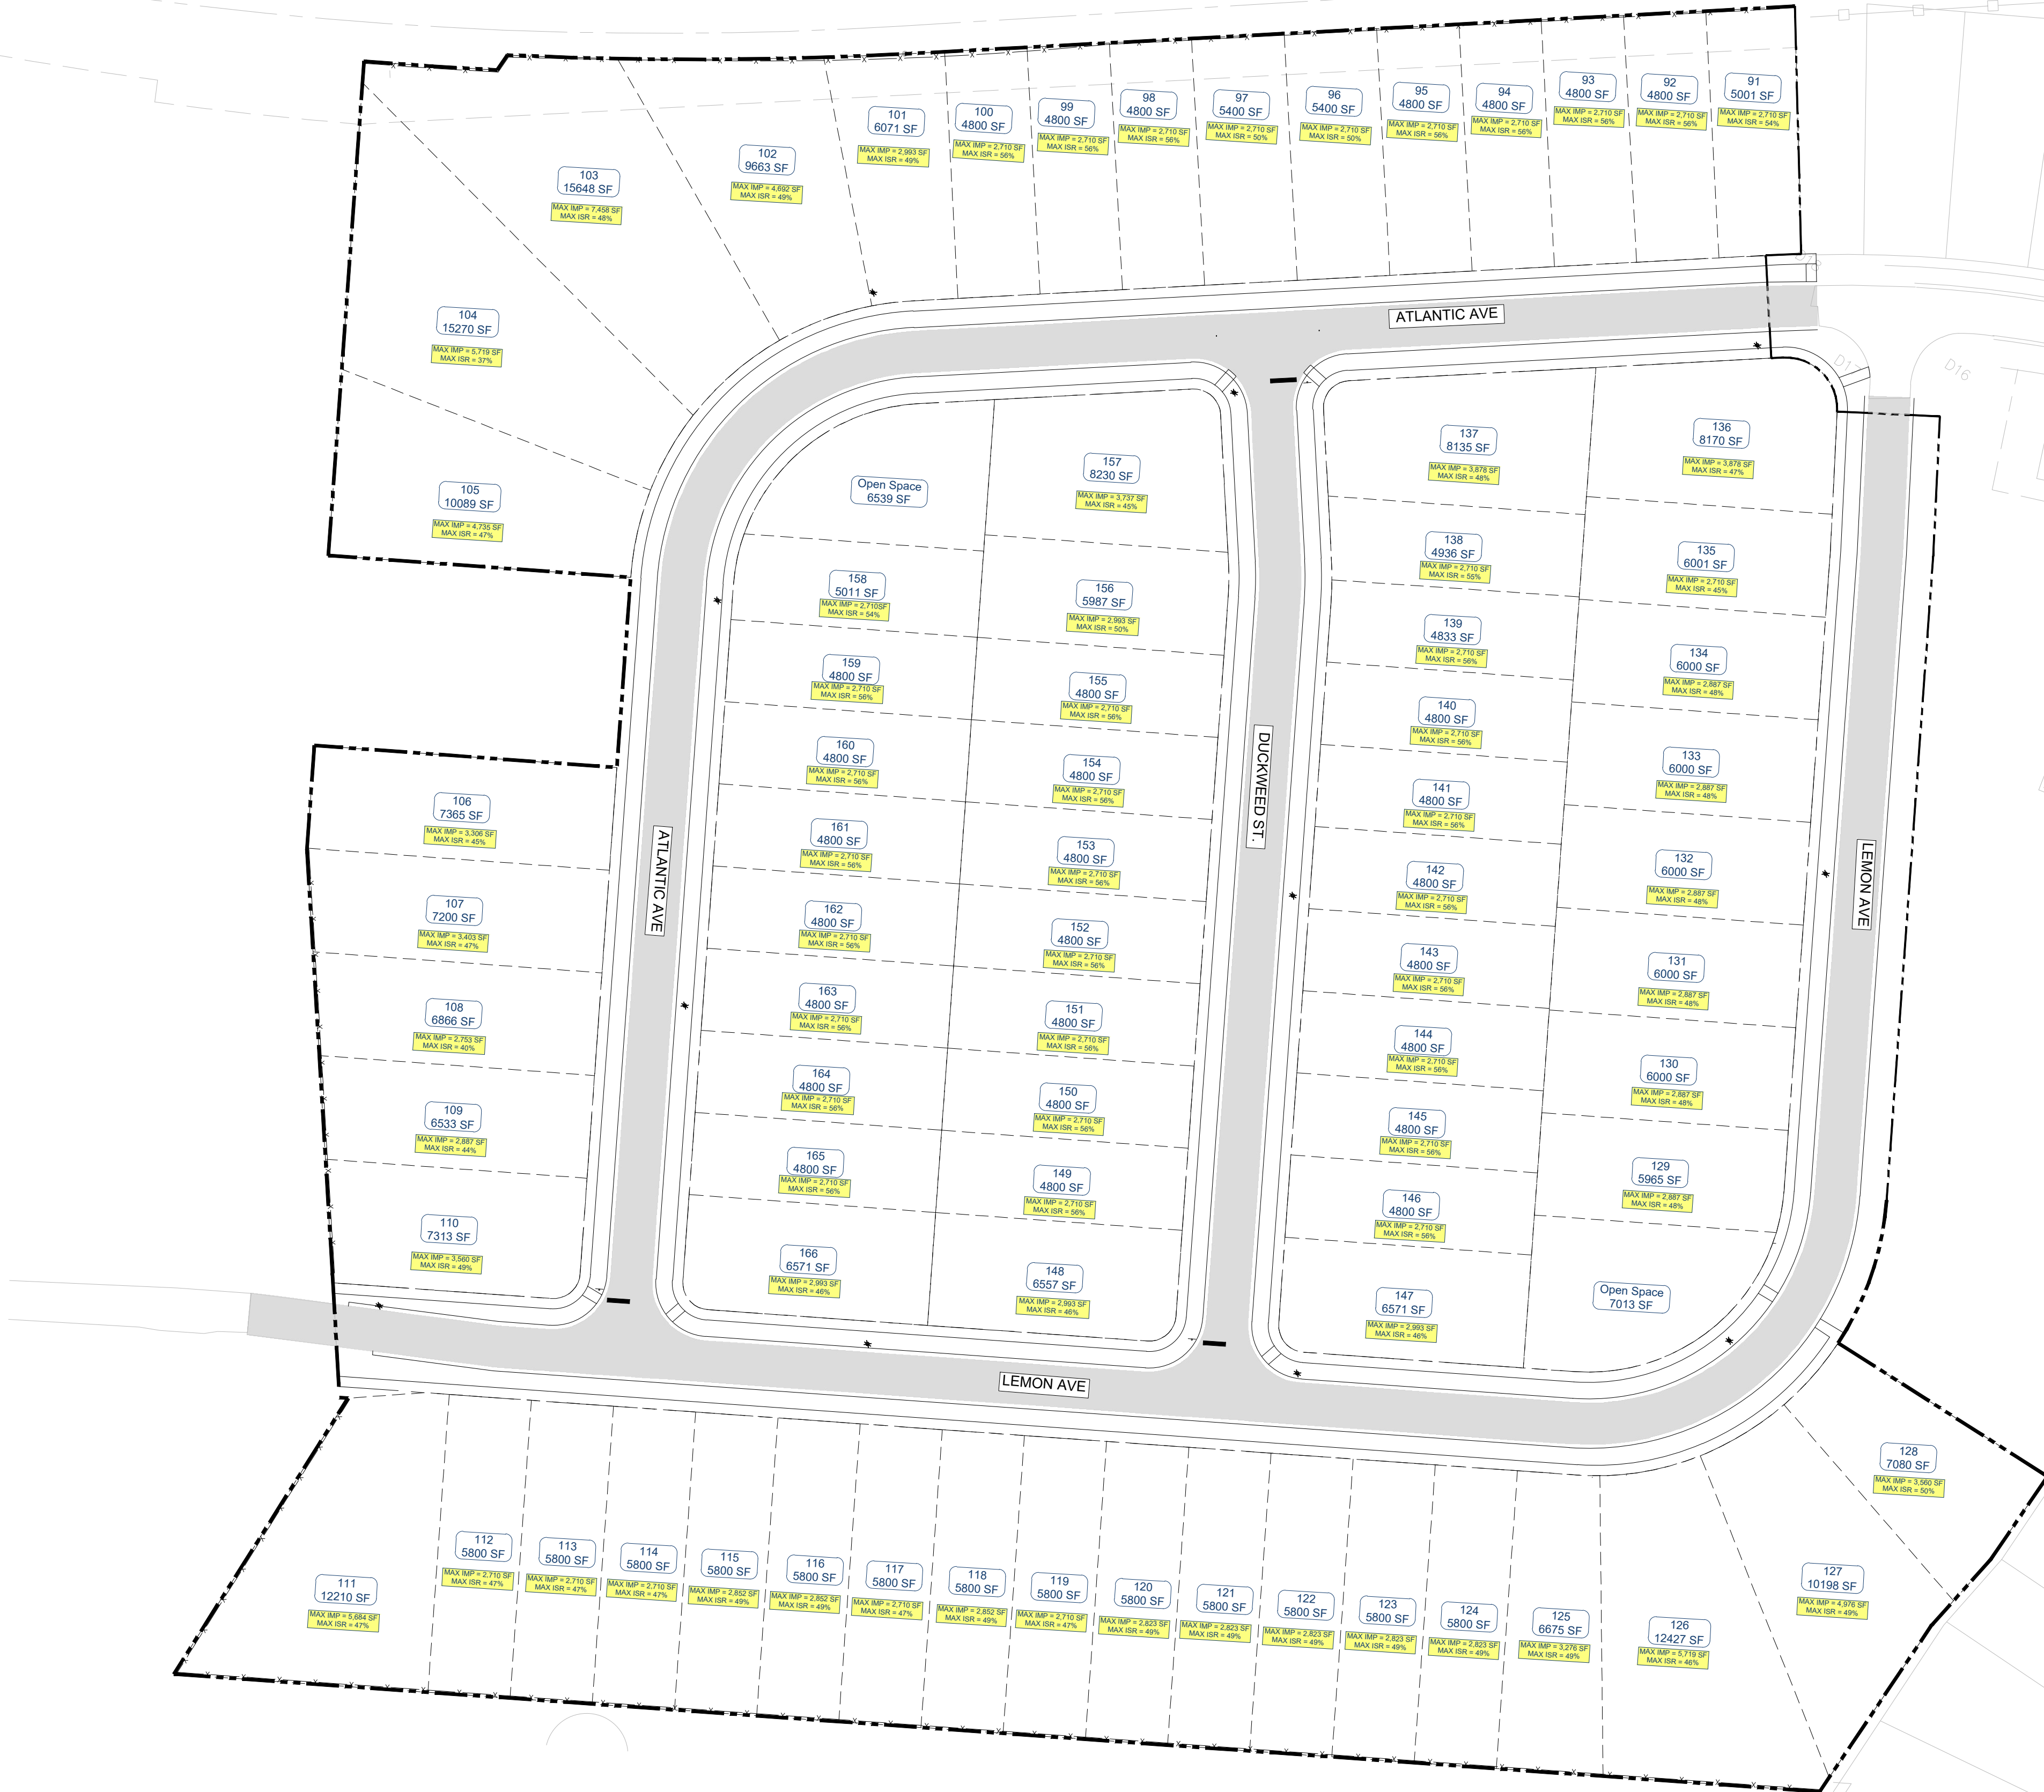 101
6071 SF
MAX IMP = 2,993 SF
MAX ISR = 49%
100
4800 SF
MAX IMP = 2,710 SF
MAX ISR = 56%
99
4800 SF
MAX IMP = 2,710 SF
MAX ISR = 56%
98
4800 SF
MAX IMP = 2,710 SF
MAX ISR = 56%
97
5400 SF
MAX IMP = 2,710 SF
MAX ISR = 50%
96
5400 SF
MAX IMP = 2,710 SF
MAX ISR = 50%
95
4800 SF
MAX IMP = 2,710 SF
MAX ISR = 56%
94
4800 SF
MAX IMP = 2,710 SF
MAX ISR = 56%
93
4800 SF
MAX IMP = 2,710 SF
MAX ISR = 56%
92
4800 SF
MAX IMP = 2,710 SF
MAX ISR = 56%
91
5001 SF
MAX IMP = 2,710 SF
MAX ISR = 54%
102
9663 SF
MAX IMP = 4,692 SF
MAX ISR = 49%
103
15648 SF
MAX IMP = 7,458 SF
MAX ISR = 48%
104
15270 SF
MAX IMP = 5,719 SF
MAX ISR = 37%
105
10089 SF
MAX IMP = 4,735 SF
MAX ISR = 47%
ATLANTIC AVE
D16
Open Space
6539 SF
157
8230 SF
MAX IMP = 3,737 SF
MAX ISR = 45%
137
8135 SF
MAX IMP = 3,878 SF
MAX ISR = 48%
136
8170 SF
MAX IMP = 3,878 SF
MAX ISR = 47%
158
5011 SF
MAX IMP = 2,710SF
MAX ISR = 54%
156
5987 SF
MAX IMP = 2,993 SF
MAX ISR = 50%
138
4936 SF
MAX IMP = 2,710 SF
MAX ISR = 55%
135
6001 SF
MAX IMP = 2,710 SF
MAX ISR = 45%
159
4800 SF
MAX IMP = 2,710 SF
MAX ISR = 56%
155
4800 SF
MAX IMP = 2,710 SF
MAX ISR = 56%
139
4833 SF
MAX IMP = 2,710 SF
MAX ISR = 56%
134
6000 SF
MAX IMP = 2,887 SF
MAX ISR = 48%
160
4800 SF
MAX IMP = 2,710 SF
MAX ISR = 56%
154
4800 SF
MAX IMP = 2,710 SF
MAX ISR = 56%
DUCKWEED ST.
140
4800 SF
MAX IMP = 2,710 SF
MAX ISR = 56%
133
6000 SF
MAX IMP = 2,887 SF
MAX ISR = 48%
106
7365 SF
MAX IMP = 3,306 SF
MAX ISR = 45%
ATLANTIC AVE
161
4800 SF
MAX IMP = 2,710 SF
MAX ISR = 56%
153
4800 SF
MAX IMP = 2,710 SF
MAX ISR = 56%
141
4800 SF
MAX IMP = 2,710 SF
MAX ISR = 56%
132
6000 SF
MAX IMP = 2,887 SF
MAX ISR = 48%
LEMON AVE
107
7200 SF
MAX IMP = 3,403 SF
MAX ISR = 47%
162
4800 SF
MAX IMP = 2,710 SF
MAX ISR = 56%
152
4800 SF
MAX IMP = 2,710 SF
MAX ISR = 56%
142
4800 SF
MAX IMP = 2,710 SF
MAX ISR = 56%
131
6000 SF
MAX IMP = 2,887 SF
MAX ISR = 48%
108
6866 SF
MAX IMP = 2,753 SF
MAX ISR = 40%
163
4800 SF
MAX IMP = 2,710 SF
MAX ISR = 56%
151
4800 SF
MAX IMP = 2,710 SF
MAX ISR = 56%
143
4800 SF
MAX IMP = 2,710 SF
MAX ISR = 56%
130
6000 SF
MAX IMP = 2,887 SF
MAX ISR = 48%
109
6533 SF
MAX IMP = 2,887 SF
MAX ISR = 44%
164
4800 SF
MAX IMP = 2,710 SF
MAX ISR = 56%
150
4800 SF
MAX IMP = 2,710 SF
MAX ISR = 56%
144
4800 SF
MAX IMP = 2,710 SF
MAX ISR = 56%
129
5965 SF
MAX IMP = 2,887 SF
MAX ISR = 48%
110
7313 SF
MAX IMP = 3,560 SF
MAX ISR = 49%
165
4800 SF
MAX IMP = 2,710 SF
MAX ISR = 56%
149
4800 SF
MAX IMP = 2,710 SF
MAX ISR = 56%
145
4800 SF
MAX IMP = 2,710 SF
MAX ISR = 56%
146
4800 SF
MAX IMP = 2,710 SF
MAX ISR = 56%
166
6571 SF
MAX IMP = 2,993 SF
MAX ISR = 46%
148
6557 SF
MAX IMP = 2,993 SF
MAX ISR = 46%
147
6571 SF
MAX IMP = 2,993 SF
MAX ISR = 46%
Open Space
7013 SF
LEMON AVE
128
7080 SF
MAX IMP = 3,560 SF
MAX ISR = 50%
111
12210 SF
MAX IMP = 5,684 SF
MAX ISR = 47%
112
5800 SF
MAX IMP = 2,710 SF
MAX ISR = 47%
113
5800 SF
MAX IMP = 2,710 SF
MAX ISR = 47%
114
5800 SF
MAX IMP = 2,710 SF
MAX ISR = 47%
115
5800 SF
MAX IMP = 2,852 SF
MAX ISR = 49%
116
5800 SF
MAX IMP = 2,852 SF
MAX ISR = 49%
117
5800 SF
MAX IMP = 2,710 SF
MAX ISR = 47%
118
5800 SF
MAX IMP = 2,852 SF
MAX ISR = 49%
119
5800 SF
MAX IMP = 2,710 SF
MAX ISR = 47%
120
5800 SF
MAX IMP = 2,823 SF
MAX ISR = 49%
121
5800 SF
MAX IMP = 2,823 SF
MAX ISR = 49%
122
5800 SF
MAX IMP = 2,823 SF
MAX ISR = 49%
123
5800 SF
MAX IMP = 2,823 SF
MAX ISR = 49%
124
5800 SF
MAX IMP = 2,823 SF
MAX ISR = 49%
125
6675 SF
MAX IMP = 3,276 SF
MAX ISR = 49%
126
12427 SF
MAX IMP = 5,719 SF
MAX ISR = 46%
127
10198 SF
MAX IMP = 4,976 SF
MAX ISR = 49%